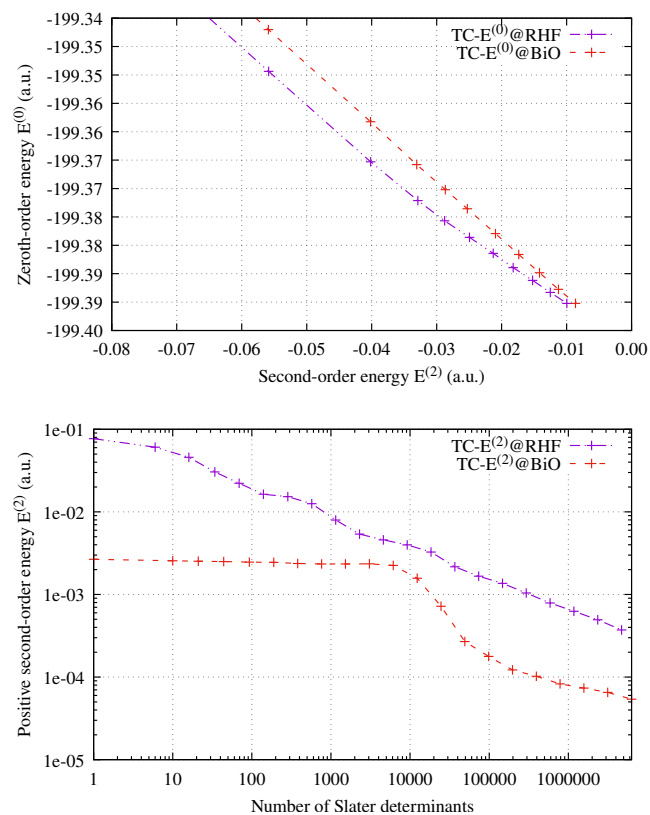 -199.34
-199.35
-199.35
-199.36
-199.36
-199.37
-199.37
-199.38
-199.38
-199.39
-199.39
-199.40
Zeroth-order energy E(0) (a.u.)
TC-E(0)@RHF
TC-E(0)@BiO
-0.08 -0.07 -0.06 -0.05 -0.04 -0.03 -0.02 -0.01 0.00
Second-order energy E(2) (a.u.)
1e-01
1e-02
1e-03
1e-04
1e-05
Positive second-order energy E(2) (a.u.)
TC-E(2)@RHF
TC-E(2)@BiO
1 10 100 1000 10000 100000 1000000
Number of Slater determinants